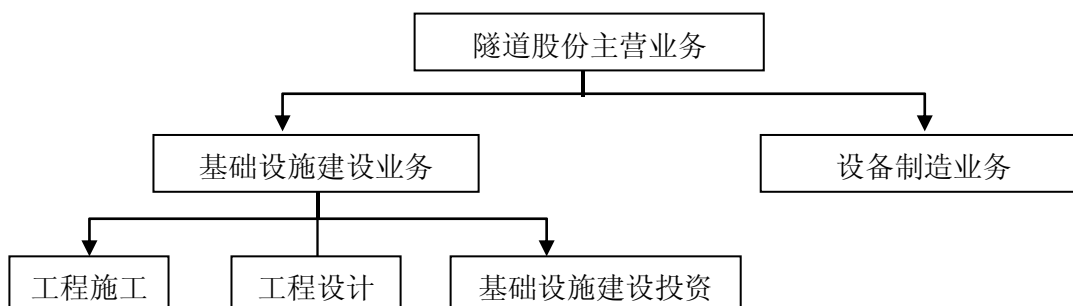 隧道股份主营业务
基础设施建设业务
设备制造业务
工程施工
工程设计
基础设施建设投资